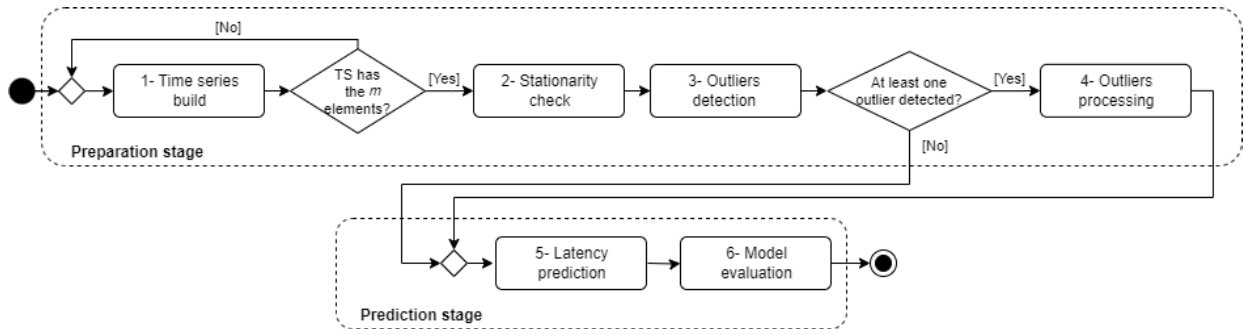 [No]
1- Time series
build
TS has
the m
elements?
[Yes]
2- Stationarity
check
3- Outliers
detection
At least one
outlier detected?
[Yes]
4- Outliers
processing
[No]
Preparation stage
5- Latency
prediction
6- Model
evaluation
Prediction stage